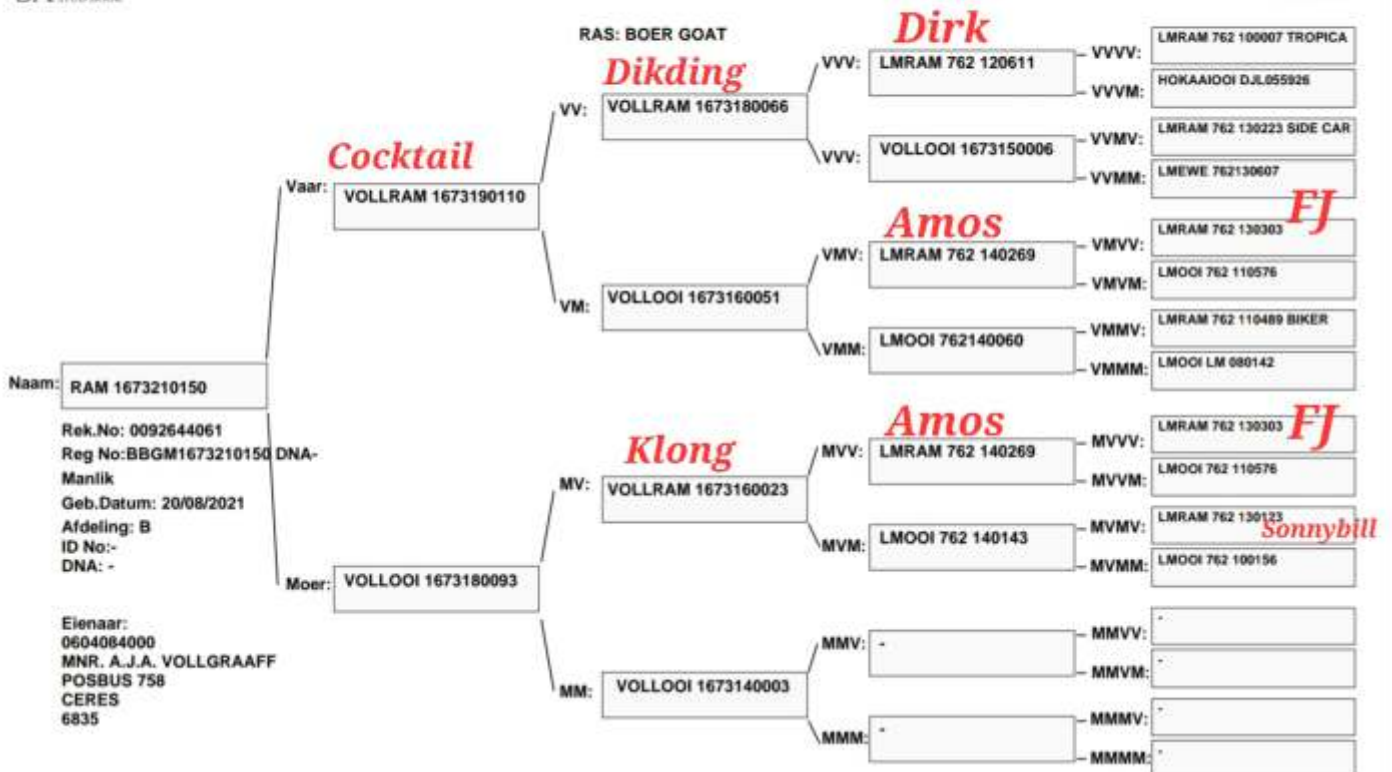 RAS: BOER GOAT
Naam: RAM 1673210150
Rek.No: 0092644061
Reg No:BBGM1673210150 DNA-
Manlik
Geb.Datum: 20/08/2021
Afdeling: B
ID No:-
DNA: -
Eienaar:
0604084000
MNR. A.J.A. VOLLGRAAFF
POSBUS 758
CERES
6835
Cocktail
Vaar: VOLLRAM 1673190110
Moer: VOLLOOI 1673180093
Dikding
VV: VOLLRAM 1673180066
VM: VOLLOOI 1673160051
Klong
MV: VOLLRAM 1673160023
MM: VOLLOOI 1673140003
Dirk
VVV: LMRAM 762 120611
VVV: VOLLOOI 1673150006
Amos
VMV: LMRAM 762 140269
VMM: LMOOI 762140060
Amos
MVV: LMRAM 762 140269
MVM: LMOOI 762 140143
MMV: -
MMM: -
VVVV: LMRAM 762 100007 TROPICA
VVVM: HOKAAIOOI DJL055926
VVMV: LMRAM 762 130223 SIDE CAR
VVMM: LMEWE 762130607
FJ
VMVV: LMRAM 762 130303
VMVM: LMOOI 762 110576
VMMV: LMRAM 762 110489 BIKER
VMMM: LMOOI LM 080142
MVVV: LMRAM 762 130303 FJ
MVVM: LMOOI 762 110576
MVMV: LMRAM 762 130123
Sonnybill
MVMM: LMOOI 762 100156
MMVV: -
MMVM: -
MMMV: -
MMMM: -